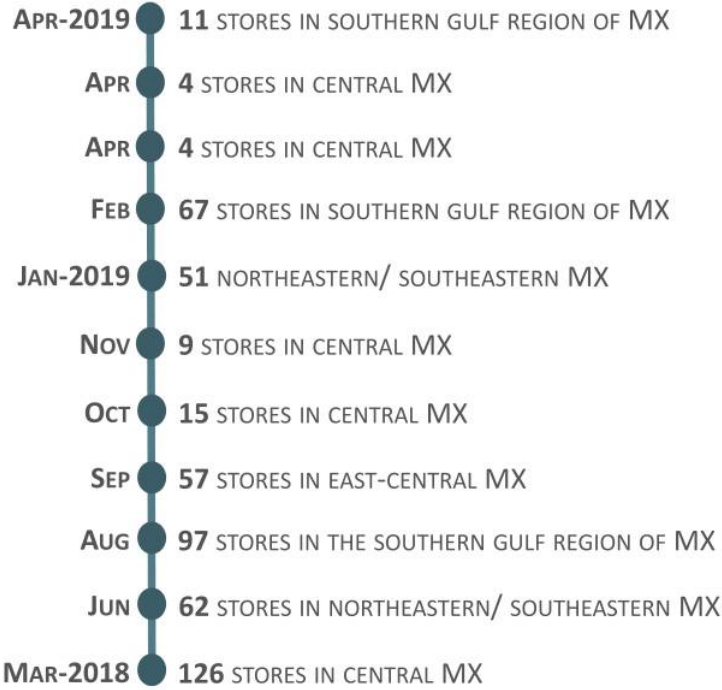 APR-2019 11 STORES IN SOUTHERN GULF REGION OF MX
APR 4 STORES IN CENTRAL MX
APR 4 STORES IN CENTRAL MX
FEB 67 STORES IN SOUTHERN GULF REGION OF MX
JAN-2019 51 NORTHEASTERN/ SOUTHEASTERN MX
NOV 9 STORES IN CENTRAL MX
OCT 15 STORES IN CENTRAL MX
SEP 57 STORES IN EAST-CENTRAL MX
AUG 97 STORES IN THE SOUTHERN GULF REGION OF MX
JUN 62 STORES IN NORTHEASTERN/ SOUTHEASTERN MX
MAR-2018 126 STORES IN CENTRAL MX